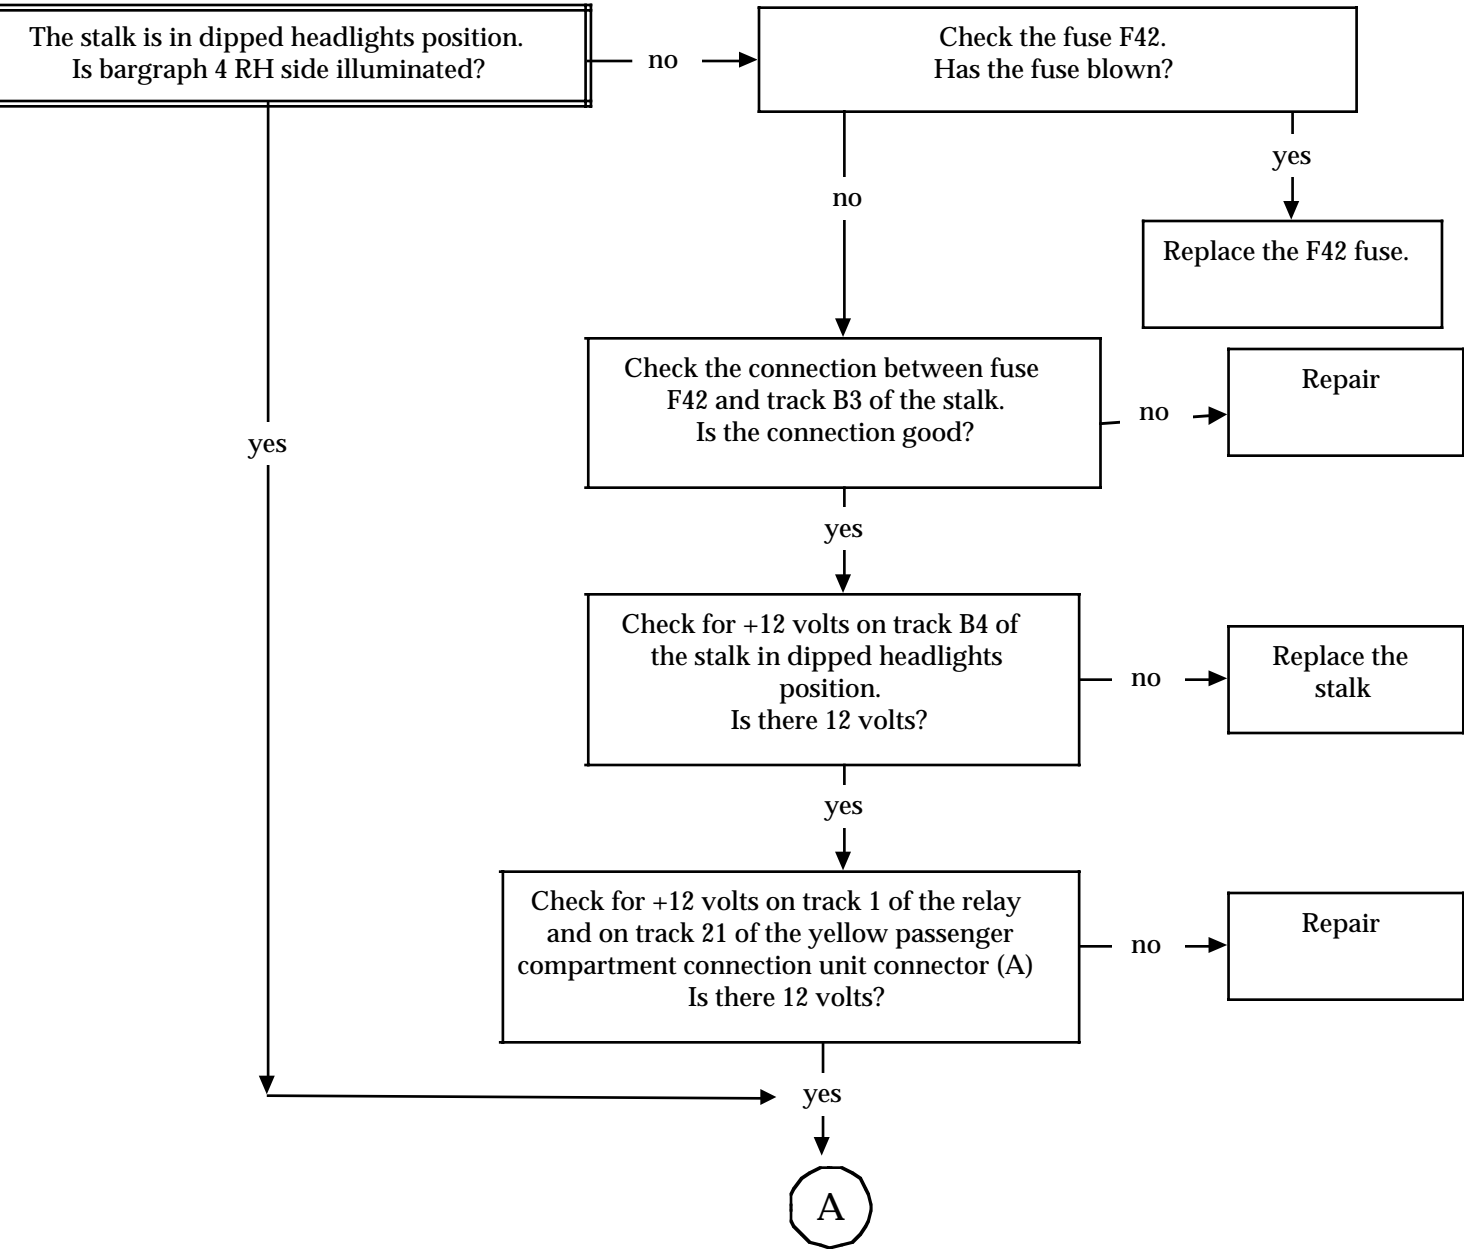 The stalk is in dipped headlights position.
Is bargraph 4 RH side illuminated?
no
Check the fuse F42.
Has the fuse blown?
yes
no
Replace the F42 fuse.
Check the connection between fuse
F42 and track B3 of the stalk.
Is the connection good?
no
Repair
yes
yes
Check for +12 volts on track B4 of
the stalk in dipped headlights
position.
Is there 12 volts?
no
Replace the
stalk
yes
Check for +12 volts on track 1 of the relay
and on track 21 of the yellow passenger
compartment connection unit connector (A)
Is there 12 volts?
no
Repair
yes
A